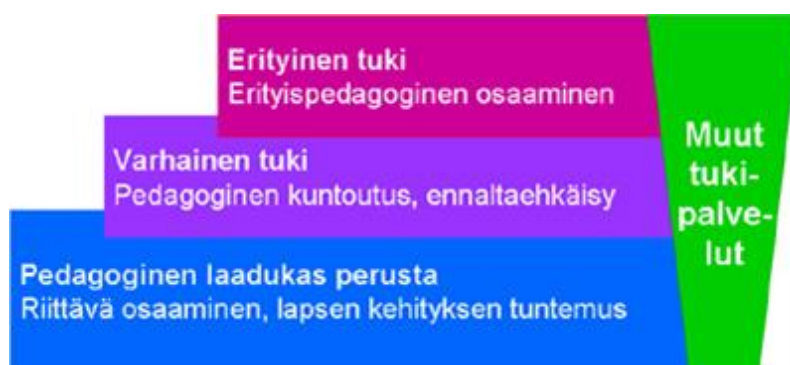 Erityinen tuki
Erityispedagoginen osaaminen
Varhainen tuki
Pedagoginen kuntoutus, ennaltaehkäisy
Pedagoginen laadukas perusta
Riittävä osaaminen, lapsen kehityksen tuntemus
Muut
tuki-
palve-
lut